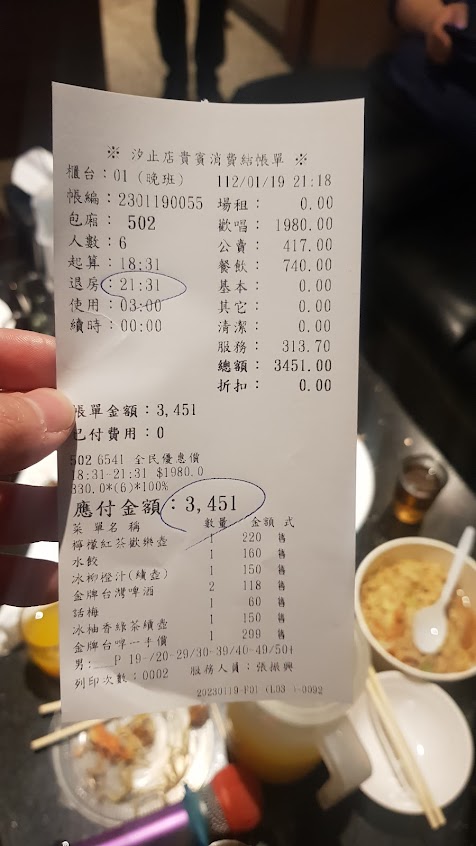 ※ 汐止店貴賓消費結帳單 ※
櫃台：01 (晚班) 112/01/19 21:18
帳編：2301190055 場租： 0.00
包廂： 502 歡唱： 1980.00
人數：6 公賣： 417.00
起算：18:31 餐飲： 740.00
退房：21:31 基本： 0.00
使用：03:00 其它： 0.00
續時：00:00 清潔： 0.00
服務： 313.70
總額： 3451.00
折扣： 0.00
帳單金額：3,451
已付費用：0
502 6541 全民優惠價
18:31-21:31 $1980.0
330.0*(6)*100%
應付金額：3,451
菜 單 名 稱 數量 金額 式
檸檬紅茶歡樂壺 1 220 售
水餃 1 160 售
冰柳橙汁(續壺) 1 150 售
金牌台灣啤酒 2 118 售
話梅 1 60 售
冰柚香綠茶續壺 1 150 售
金牌台啤一手價 1 299 售
男:___P 19-/20-29/30-39/40-49/50↑
列印次數：0002 服務人員：張振興
20230119-F01 (L03 )-0092